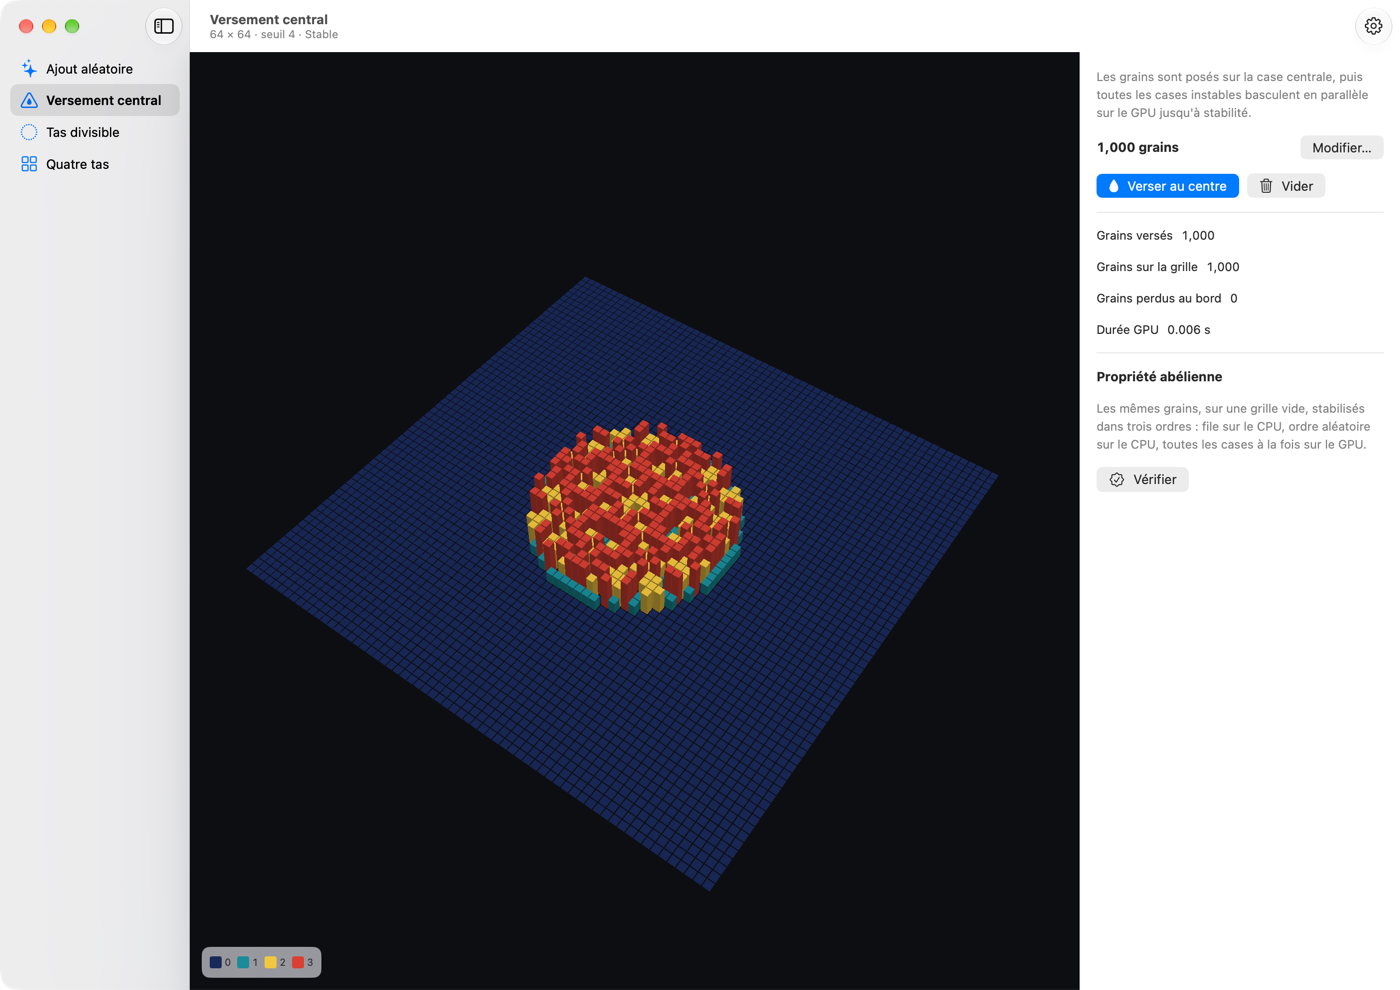 Versement central
64 × 64 · seuil 4 · Stable
Ajout aléatoire
Versement central
Tas divisible
Quatre tas
Les grains sont posés sur la case centrale, puis
toutes les cases instables basculent en parallèle
sur le GPU jusqu'à stabilité.
1,000 grains
Modifier...
Verser au centre
Vider
Grains versés 1,000
Grains sur la grille 1,000
Grains perdus au bord 0
Durée GPU 0.006 s
Propriété abélienne
Les mêmes grains, sur une grille vide, stabilisés
dans trois ordres : file sur le CPU, ordre aléatoire
sur le CPU, toutes les cases à la fois sur le GPU.
Vérifier
0 1 2 3